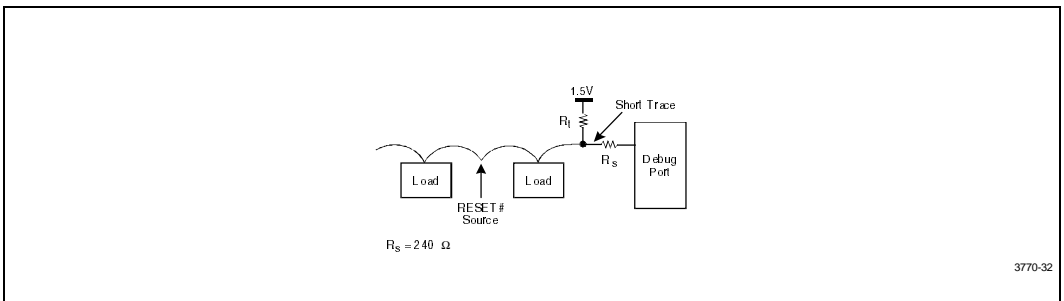 1.5V
Short Trace
Rt
Rs
Debug
Port
Load
Load
RESET#
Source
RS = 240 Ω
3770-32